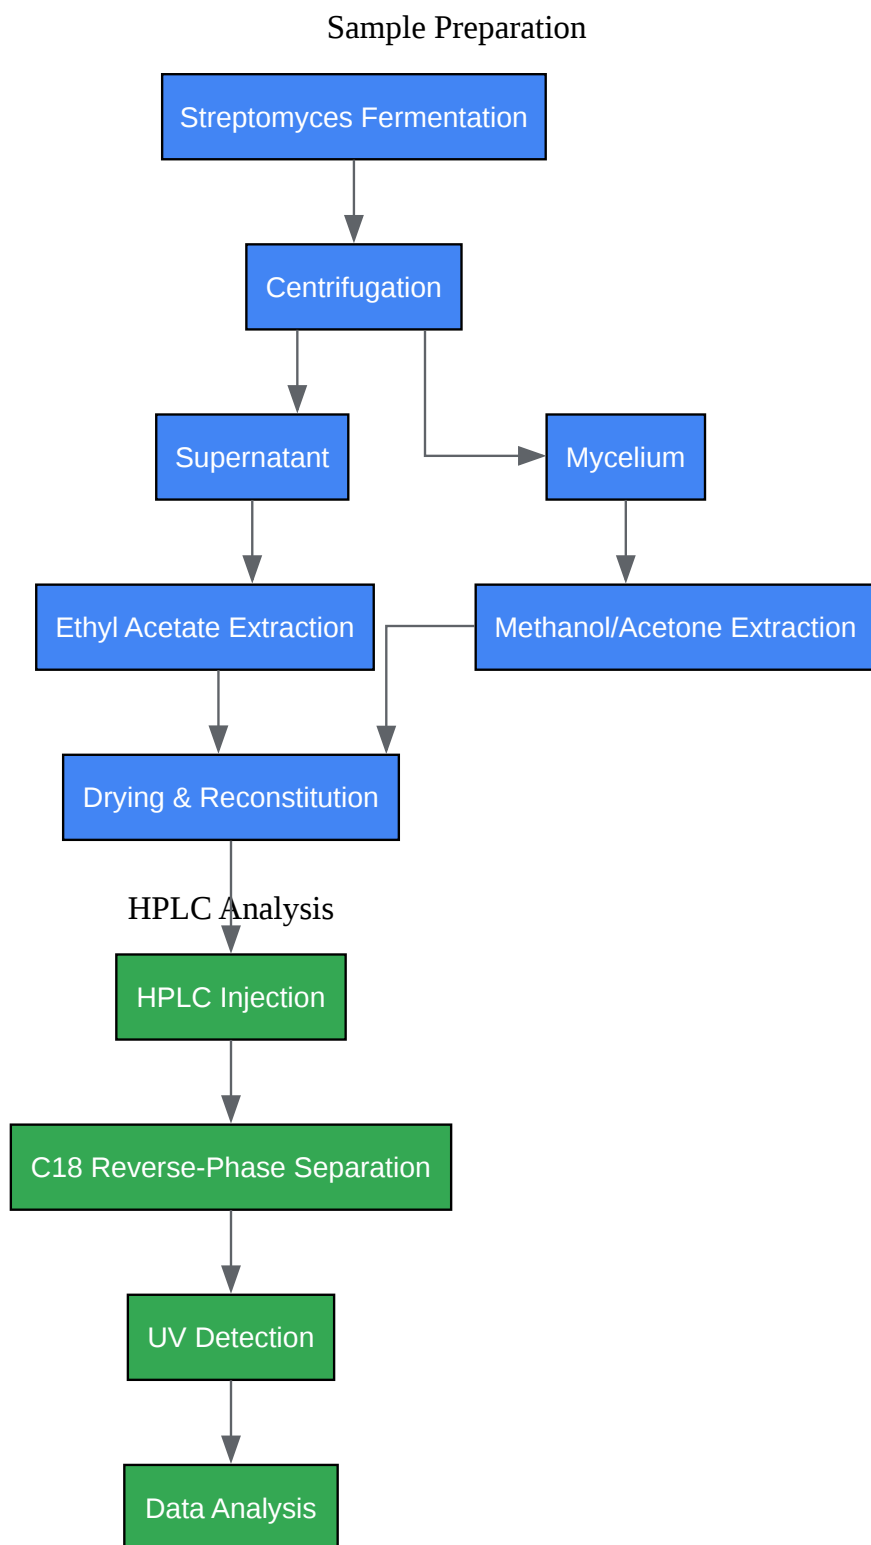 Sample Preparation
Streptomyces Fermentation
Centrifugation
Supernatant
Mycelium
Ethyl Acetate Extraction
Methanol/Acetone Extraction
Drying & Reconstitution
HPLC Analysis
HPLC Injection
C18 Reverse-Phase Separation
UV Detection
Data Analysis